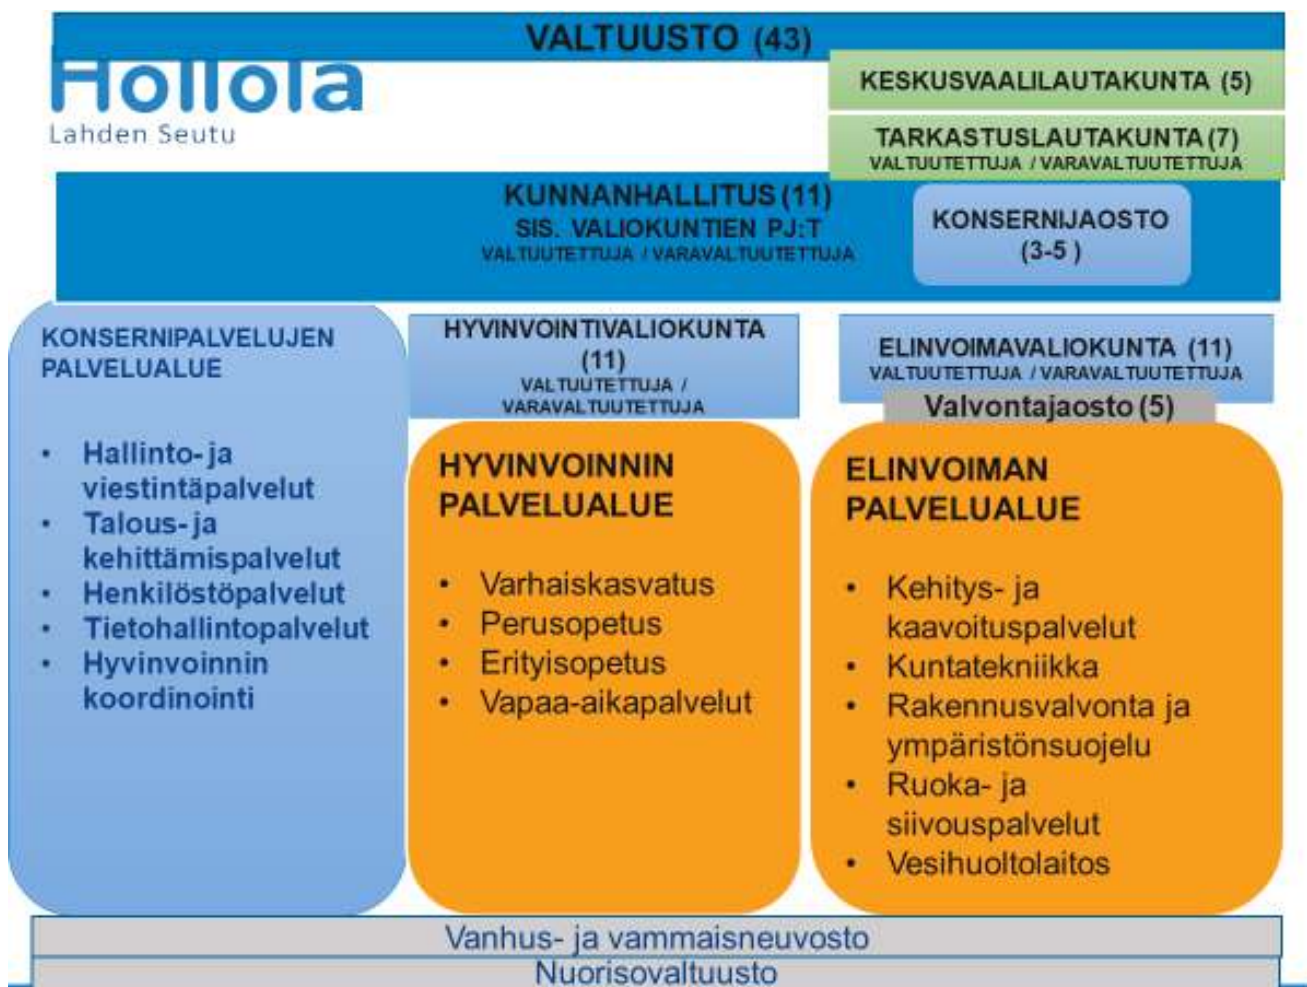 VALTUUSTO (43)
Hollola
Lahden Seutu
KESKUSVAALILAUTAKUNTA (5)
TARKASTUSLAUTAKUNTA (7)
VALTUUTETTUJA / VARAVALTUUTETTUJA
KUNNANHALLITUS (11)
SIS. VALIOKUNTIEN PJ:T
VALTUUTETTUJA / VARAVALTUUTETTUJA
KONSERNIJAOSTO
(3-5 )
KONSERNIPALVELUJEN
PALVELUALUE
• Hallinto- ja
viestintäpalvelut
• Talous- ja
kehittämispalvelut
• Henkilöstöpalvelut
• Tietohallintopalvelut
• Hyvinvoinnin
koordinointi
HYVINVOINTIVALIOKUNTA
(11)
VALTUUTETTUJA /
VARAVALTUUTETTUJA
HYVINVOINNIN
PALVELUALUE
• Varhaiskasvatus
• Perusopetus
• Erityisopetus
• Vapaa-aikapalvelut
ELINVOIMAVALIOKUNTA (11)
VALTUUTETTUJA / VARAVALTUUTETTUJA
Valvontajaosto (5)
ELINVOIMAN
PALVELUALUE
• Kehitys- ja
kaavoituspalvelut
• Kuntatekniikka
• Rakennusvalvonta ja
ympäristönsuojelu
• Ruoka- ja
siivouspalvelut
• Vesihuoltolaitos
Vanhus- ja vammaisneuvosto
Nuorisovaltuusto